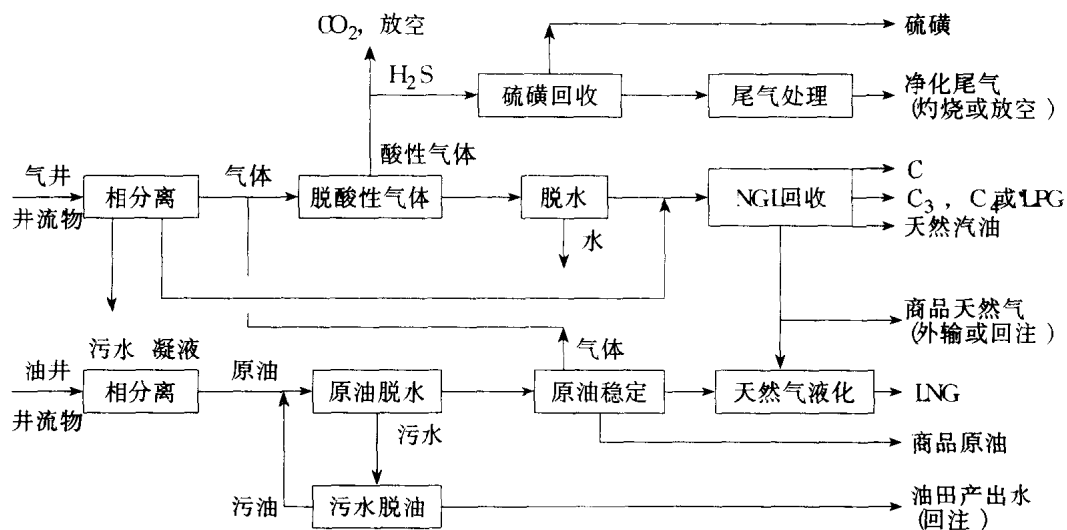 CO₂, 放空
硫磺
H₂S
硫磺回收
尾气处理
净化尾气
(灼烧或放空)
酸性气体
气井
井流物
相分离
气体
脱酸性气体
脱水
NGL回收
C
C₃, C₄或LPG
天然汽油
水
商品天然气
(外输或回注)
污水 凝液
气体
油井
井流物
相分离
原油
原油脱水
原油稳定
天然气液化
LNG
污水
商品原油
污油
污水脱油
油田产出水
(回注)